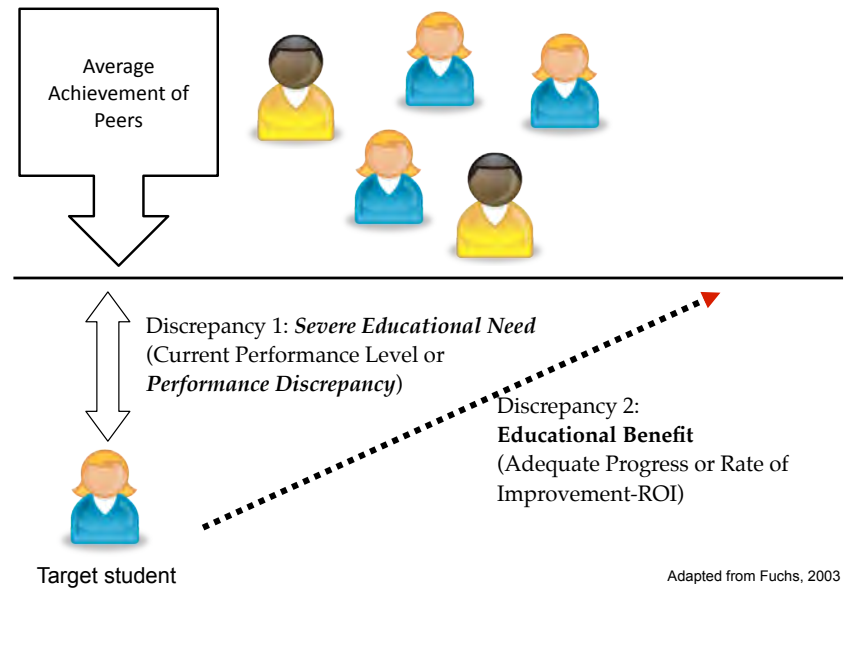 Average
Achievement of
Peers
Discrepancy 1: Severe Educational Need
(Current Performance Level or
Performance Discrepancy)
Discrepancy 2:
Educational Benefit
(Adequate Progress or Rate of
Improvement-ROI)
Target student
Adapted from Fuchs, 2003